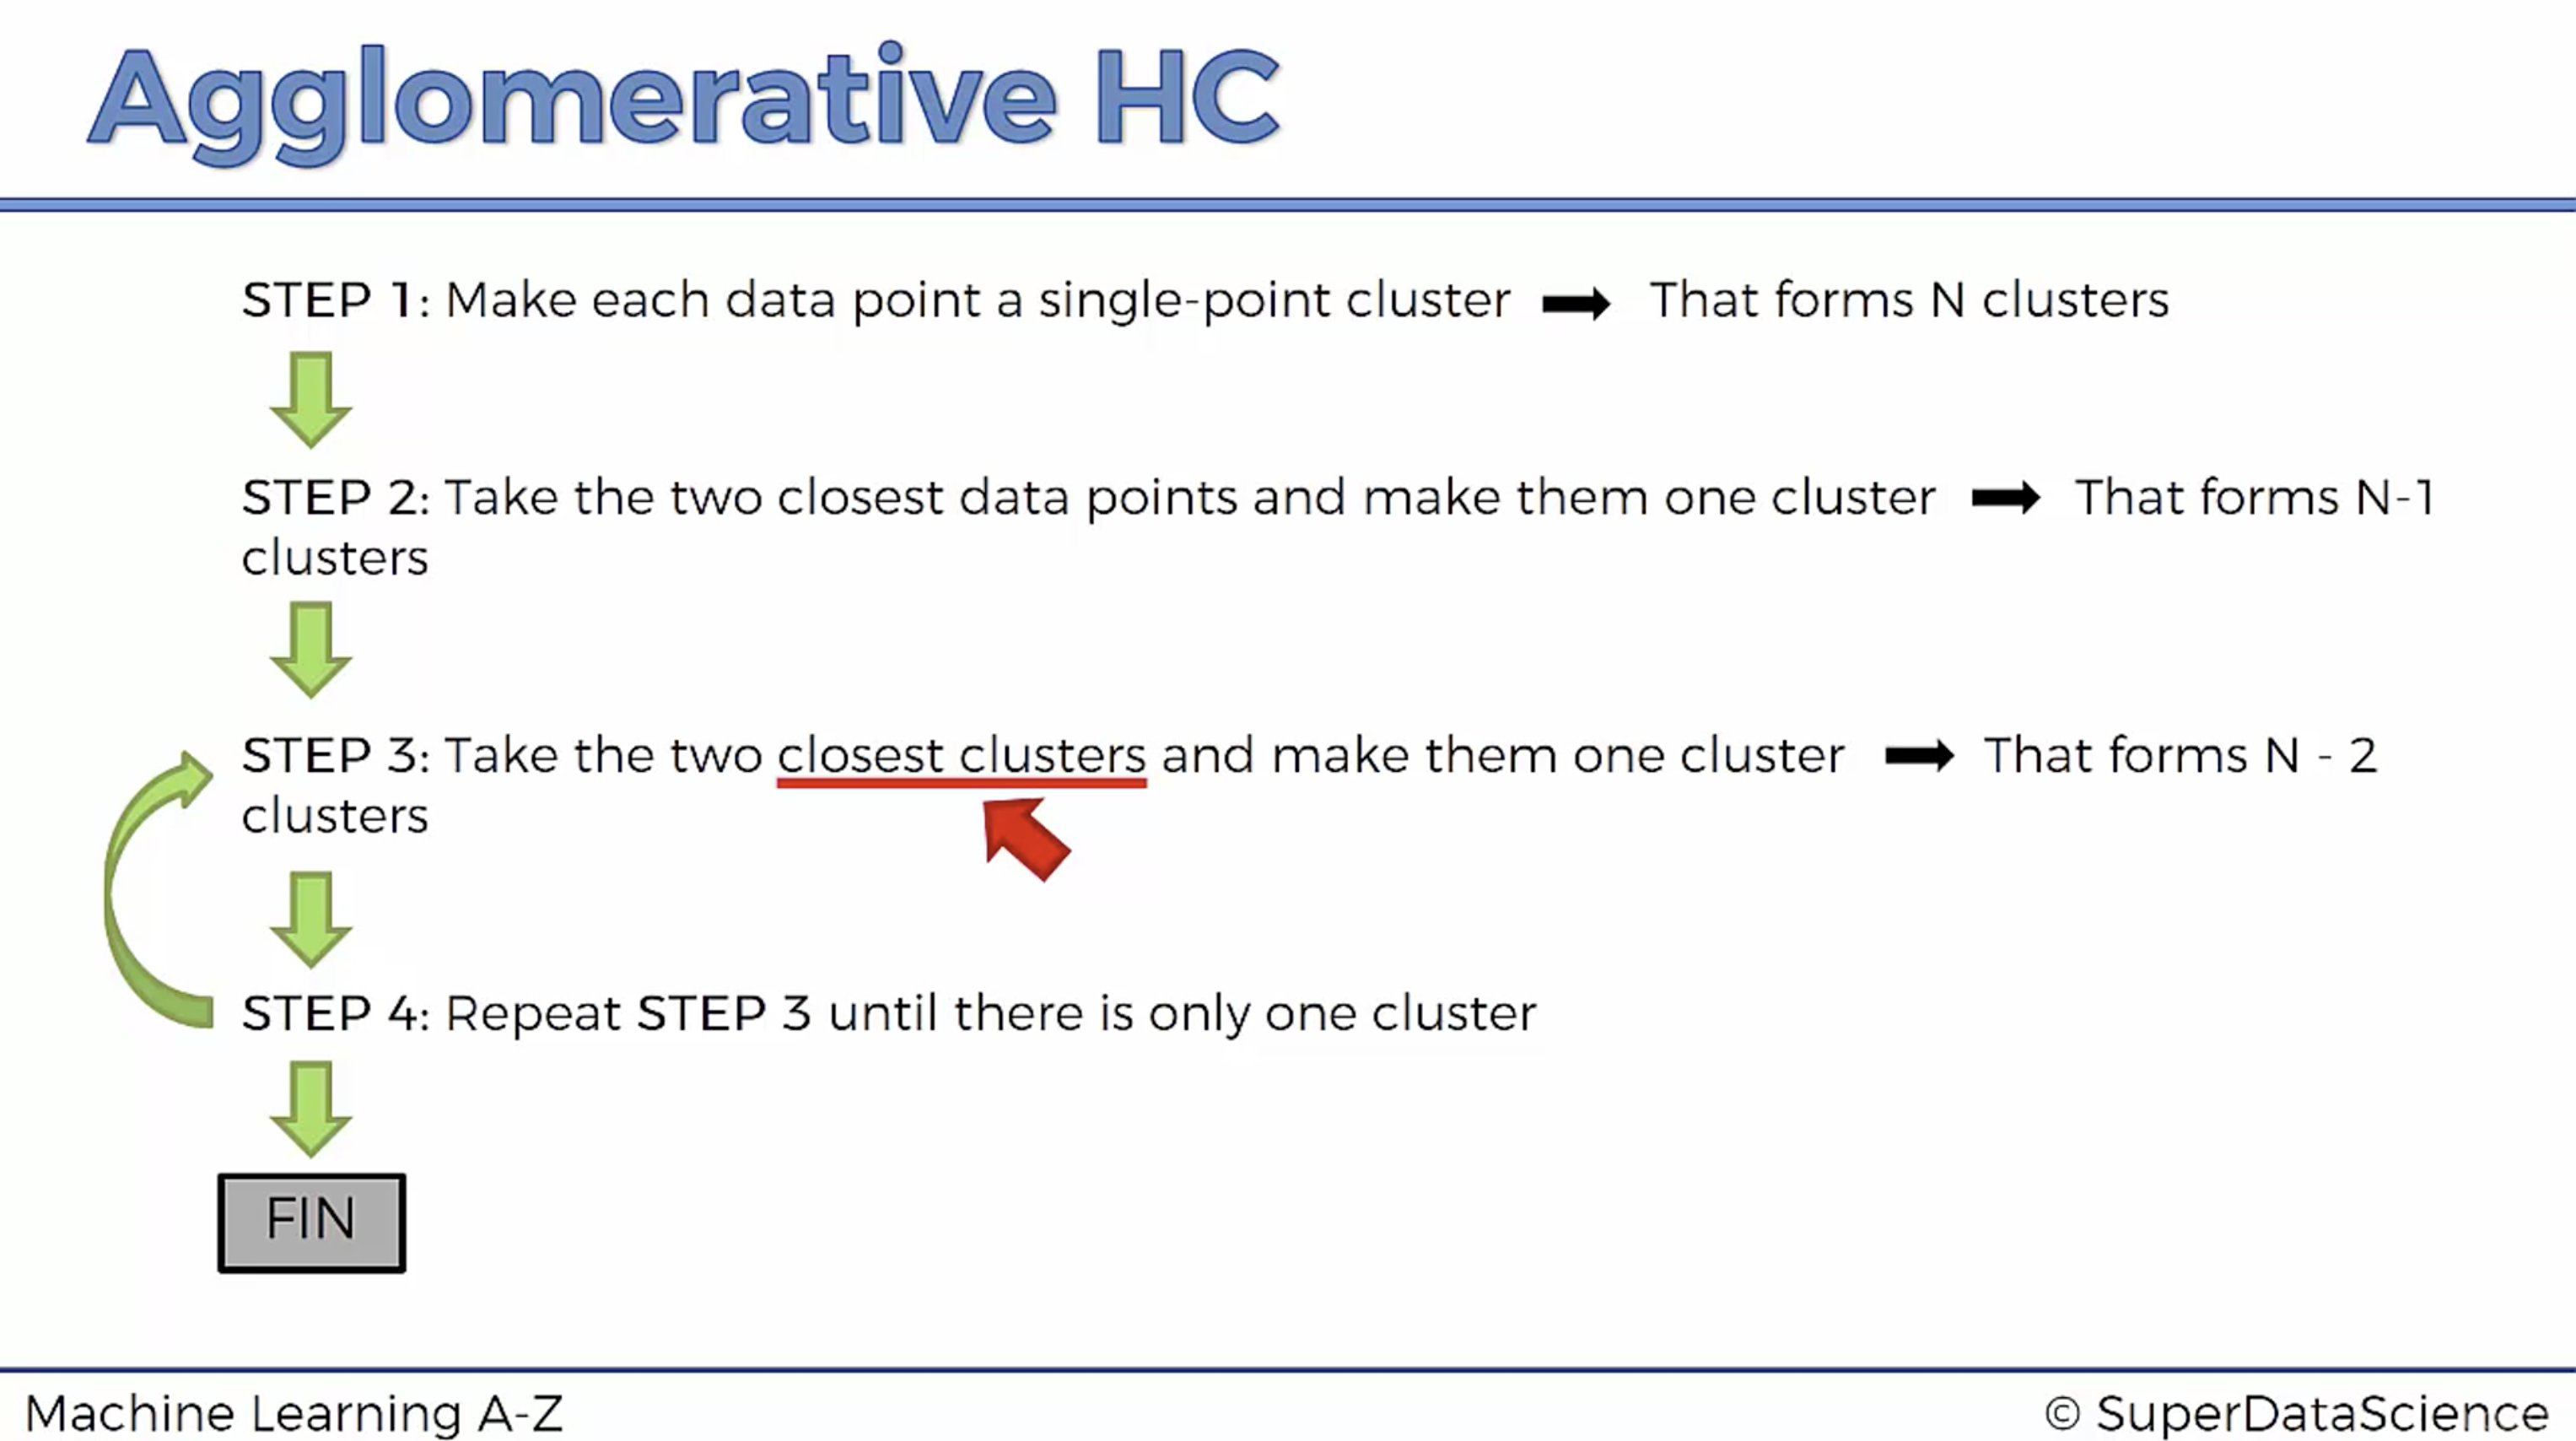 Agglomerative HC
STEP 1: Make each data point a single-point cluster ➡ That forms N clusters
STEP 2: Take the two closest data points and make them one cluster ➡ That forms N-1
clusters
STEP 3: Take the two closest clusters and make them one cluster ➡ That forms N - 2
clusters
STEP 4: Repeat STEP 3 until there is only one cluster
FIN
Machine Learning A-Z
© SuperDataScience